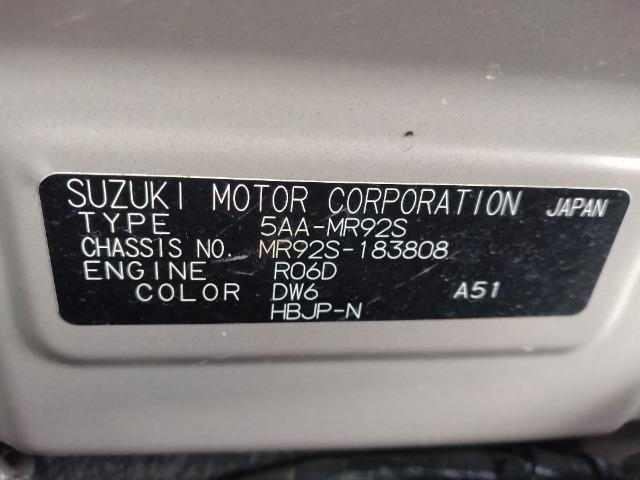 SUZUKI MOTOR CORPORATION JAPAN
TYPE 5AA-MR92S
CHASSIS NO. MR92S-183808
ENGINE R06D
COLOR DW6 A51
HBJP-N